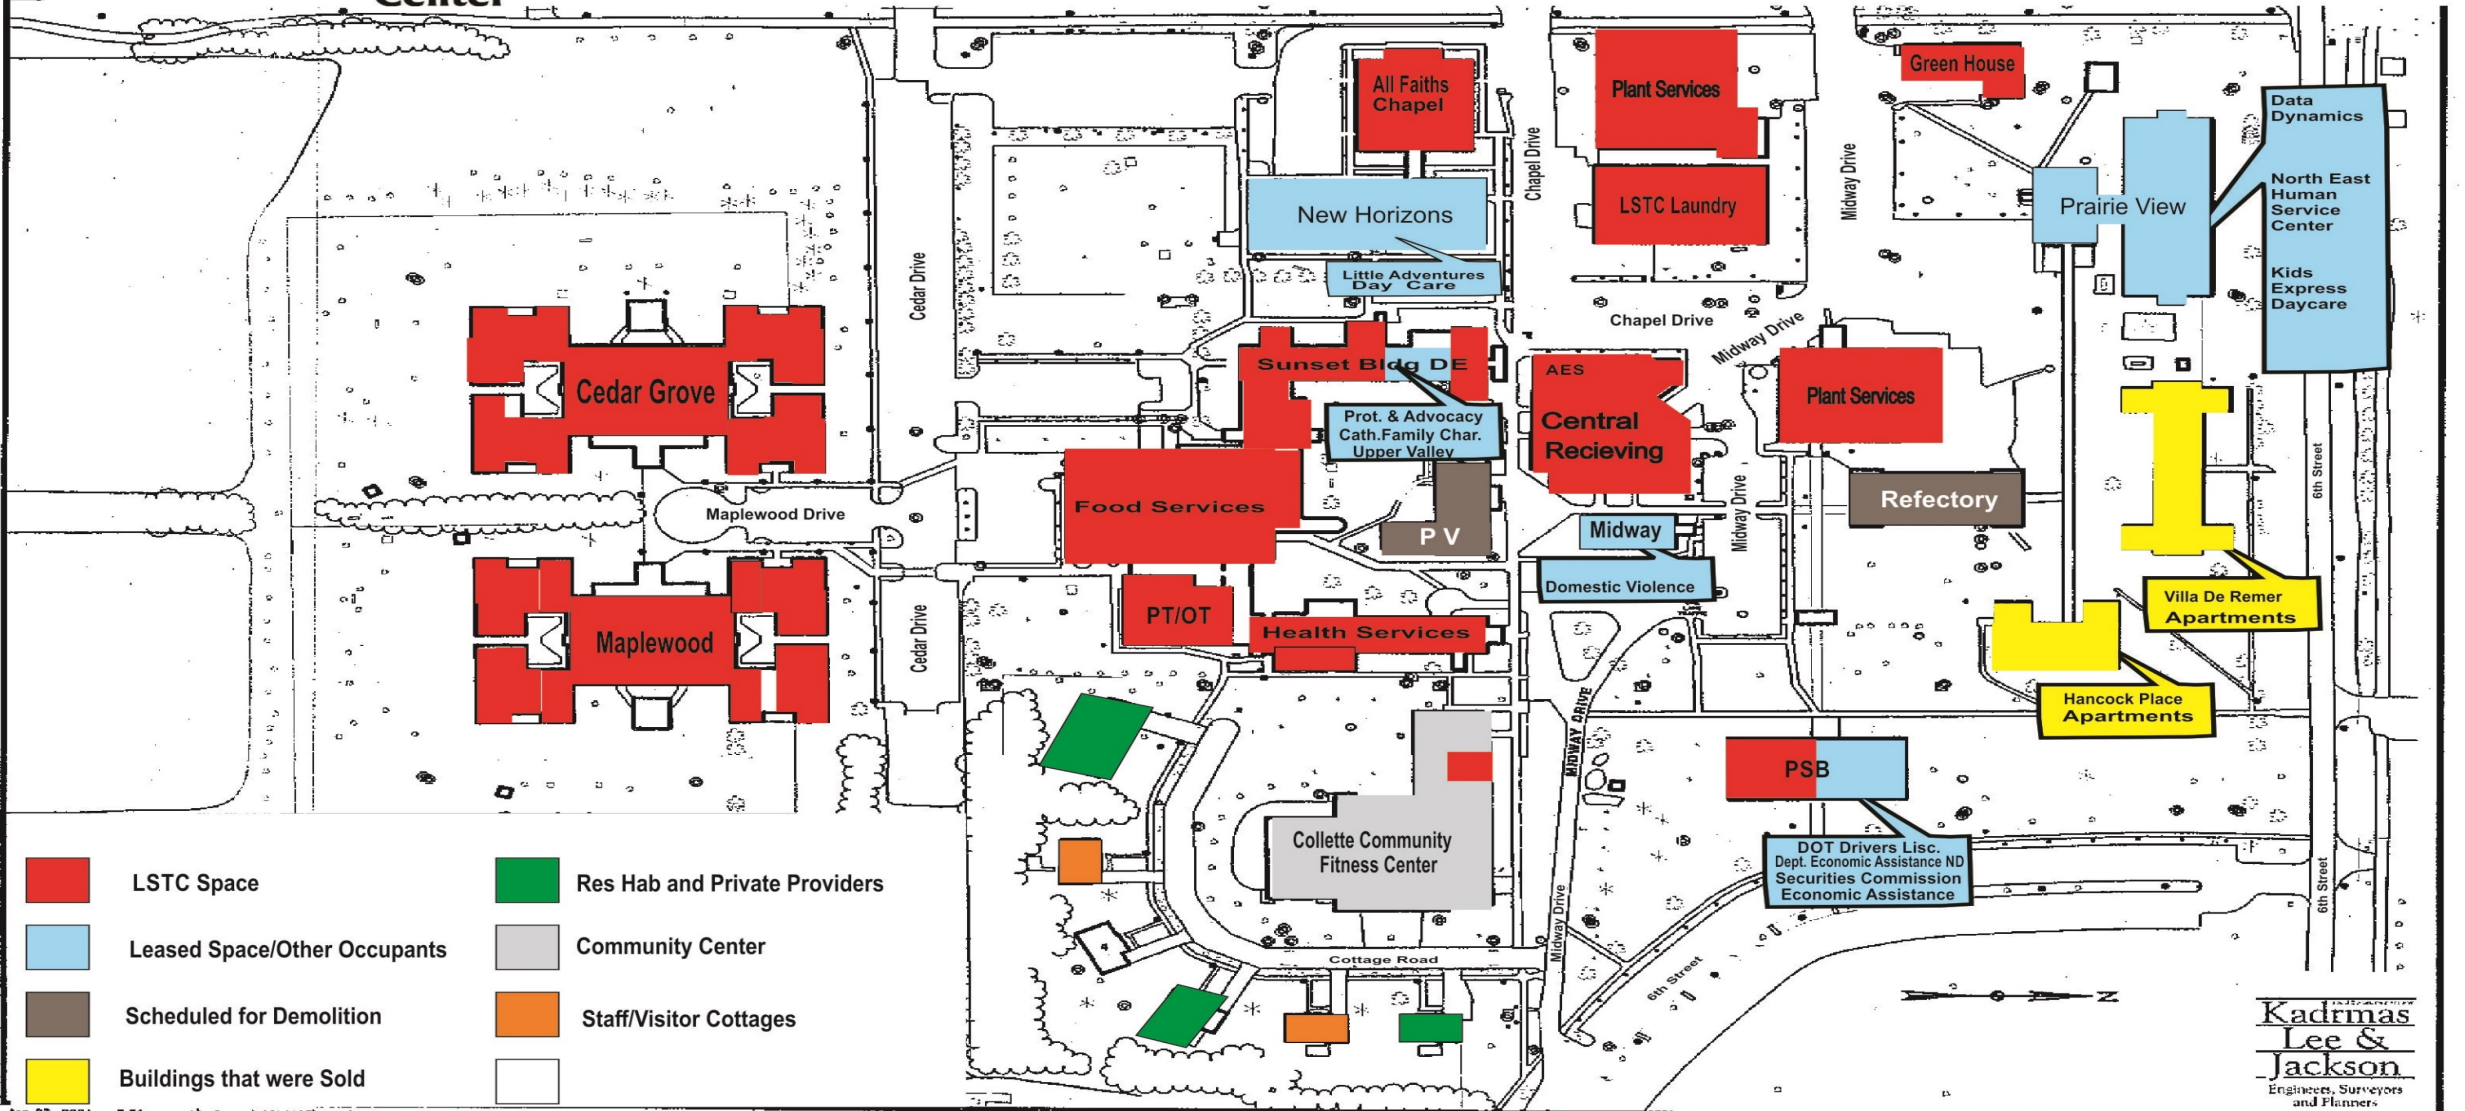 Center
All Faiths
Chapel
Plant Services
Green House
Data
Dynamics
North East
Human
Service
Center
Kids
Express
Daycare
Chapel Drive
Midway Drive
LSTC Laundry
New Horizons
Prairie View
Little Adventures
Day Care
Cedar Drive
Chapel Drive
Midway Drive
Sunset Bldg DE
AES
Central
Recieving
Plant Services
Cedar Grove
Prot. & Advocacy
Cath.Family Char.
Upper Valley
6th Street
Maplewood Drive
Food Services
P V
Midway
Midway Drive
Refectory
Domestic Violence
Villa De Remer
Apartments
PT/OT
Health Services
Maplewood
Cedar Drive
Hancock Place
Apartments
MIDWAY DRIVE
PSB
Collette Community
Fitness Center
DOT Drivers Lisc.
Dept. Economic Assistance ND
Securities Commission
Economic Assistance
6th Street
Midway Drive
4
Cottage Road
6th Street
N
LSTC Space
Res Hab and Private Providers
Leased Space/Other Occupants
Community Center
Scheduled for Demolition
Staff/Visitor Cottages
Buildings that were Sold
Kadrmas
Lee &
Jackson
Engineers, Surveyors
and Planners